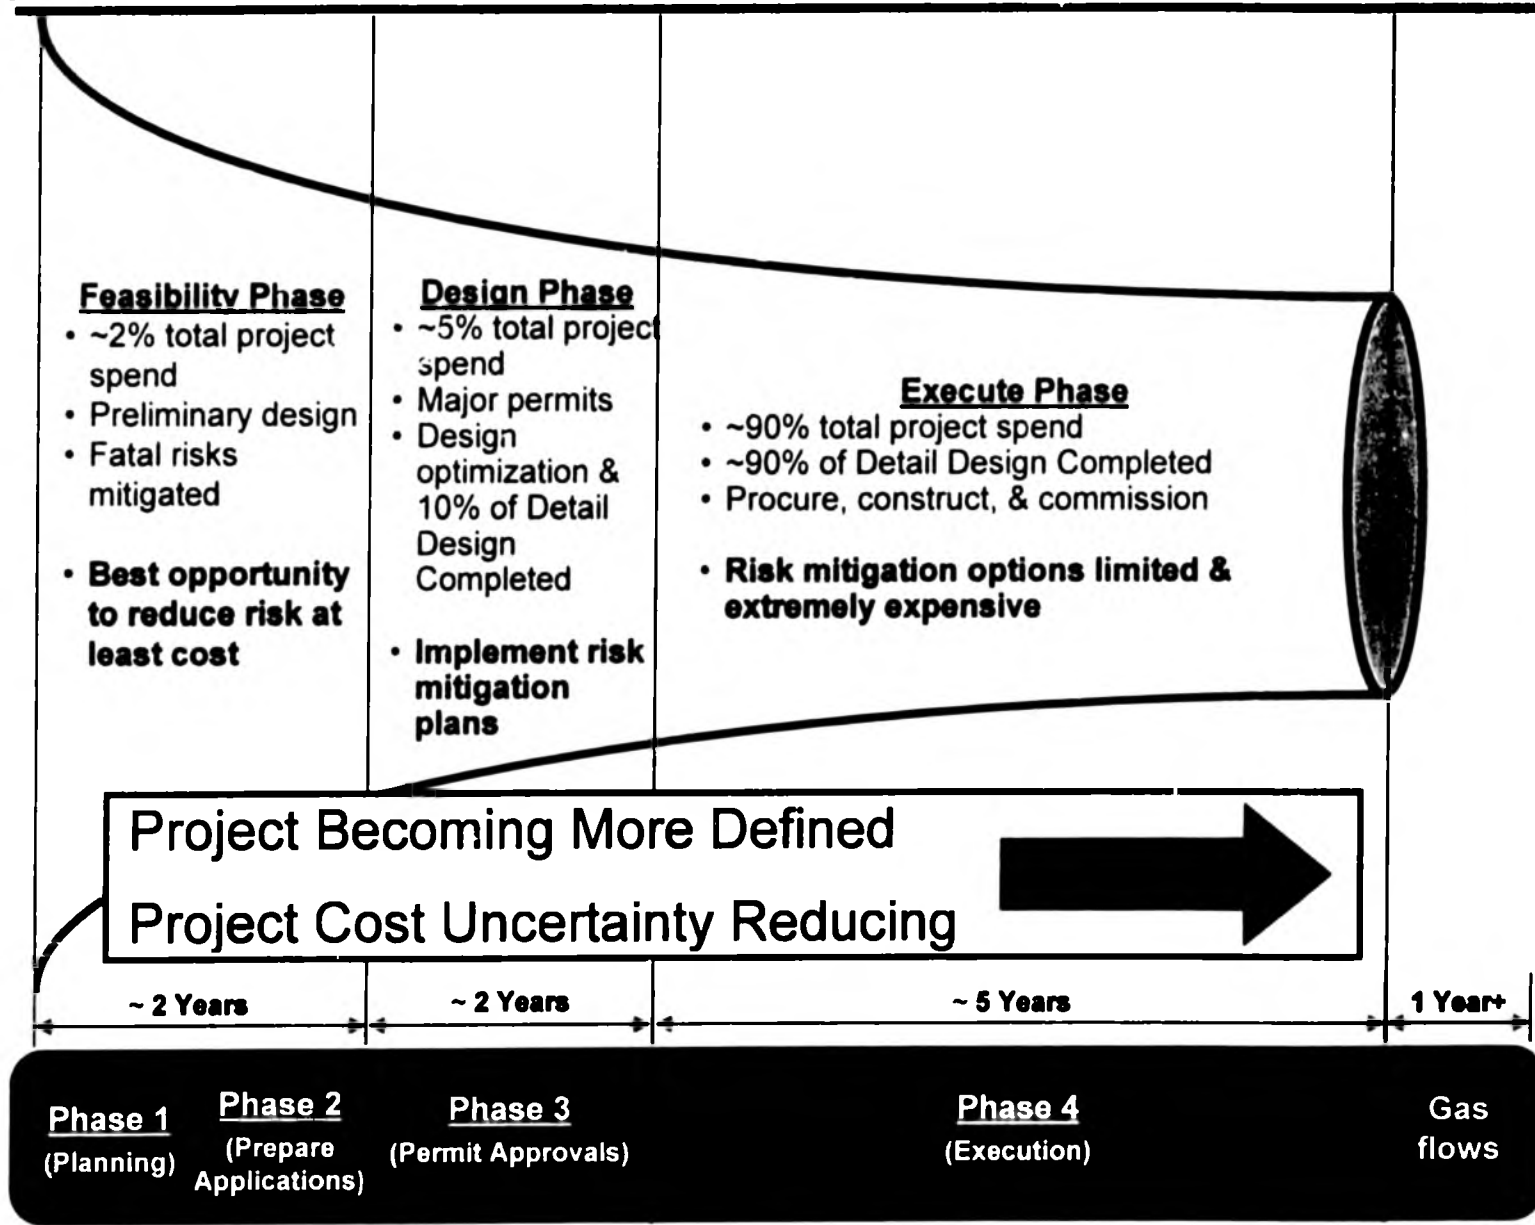 Feasibility Phase
• ~2% total project
spend
• Preliminary design
• Fatal risks
mitigated
• Best opportunity
to reduce risk at
least cost
Design Phase
• ~5% total project
spend
• Major permits
• Design
optimization &
10% of Detail
Design
Completed
• Implement risk
mitigation
plans
Execute Phase
• ~90% total project spend
• ~90% of Detail Design Completed
• Procure, construct, & commission
• Risk mitigation options limited &
extremely expensive
Project Becoming More Defined
Project Cost Uncertainty Reducing
~ 2 Years
~ 2 Years
~ 5 Years
1 Year+
Phase 1
(Planning)
Phase 2
(Prepare
Applications)
Phase 3
(Permit Approvals)
Phase 4
(Execution)
Gas
flows